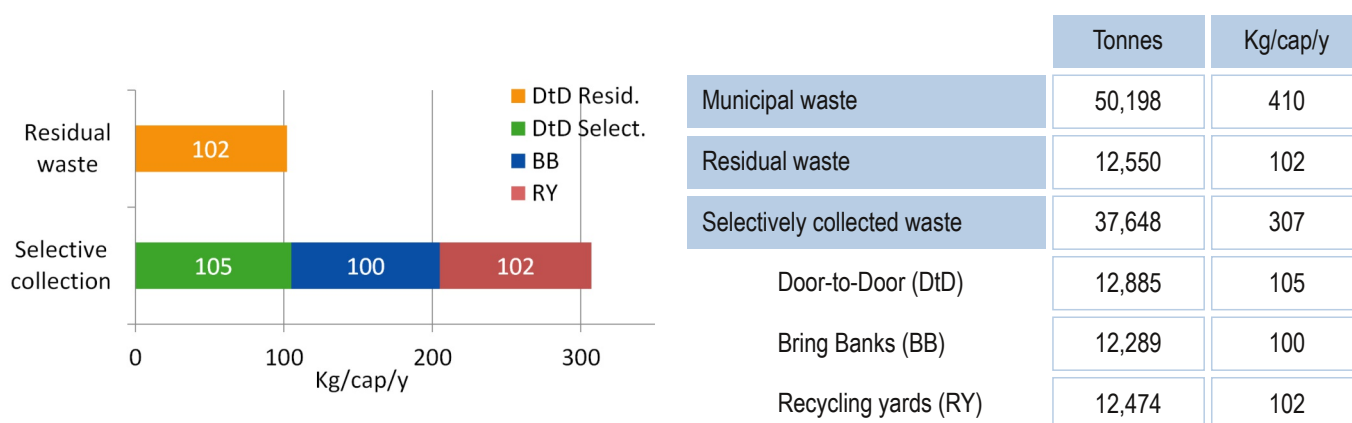 Residual
waste
102
Selective
collection
105 100 102
0 100 200 300
Kg/cap/y
DtD Resid.
DtD Select.
BB
RY
Tonnes Kg/cap/y
Municipal waste 50,198 410
Residual waste 12,550 102
Selectively collected waste 37,648 307
Door-to-Door (DtD) 12,885 105
Bring Banks (BB) 12,289 100
Recycling yards (RY) 12,474 102